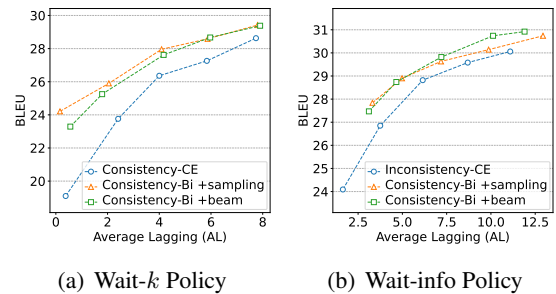 30
28
26
24
22
20
BLEU
Consistency-CE
Consistency-Bi +sampling
Consistency-Bi +beam
0 2 4 6 8
Average Lagging (AL)
(a) Wait-k Policy
31
30
29
28
27
26
25
24
BLEU
Inconsistency-CE
Consistency-Bi +sampling
Consistency-Bi +beam
2.5 5.0 7.5 10.0 12.5
Average Lagging (AL)
(b) Wait-info Policy